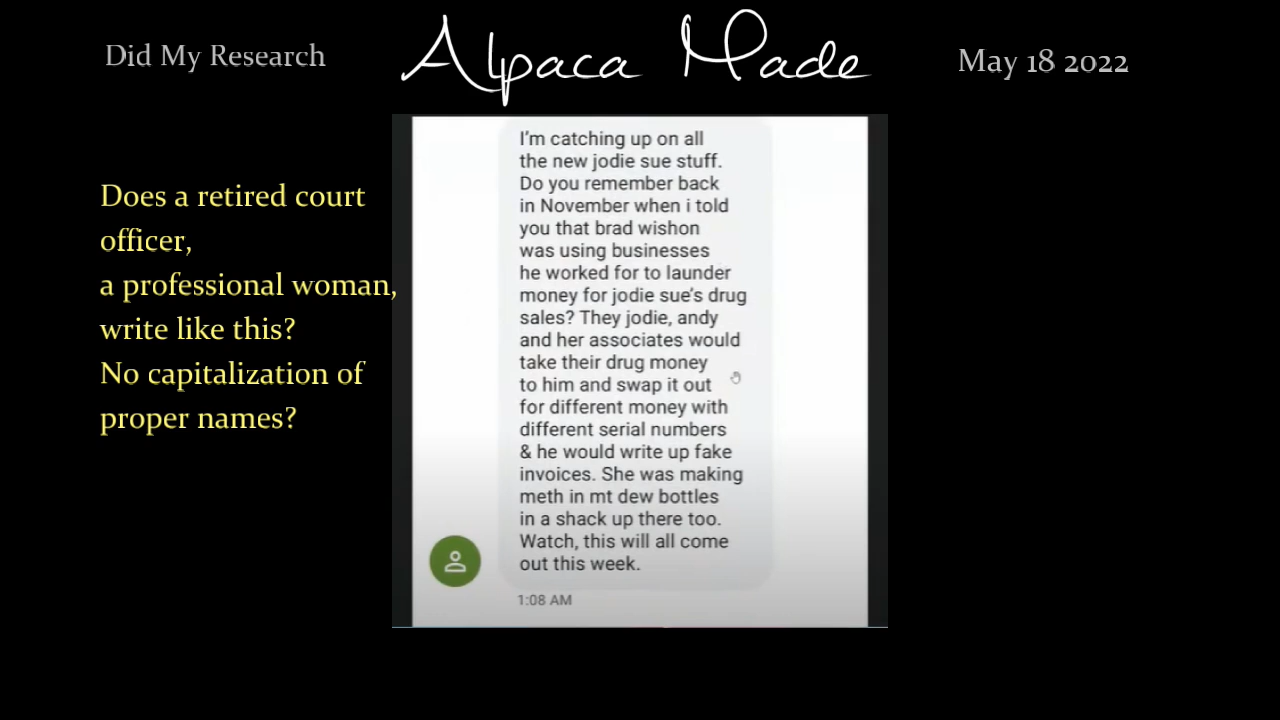 Did My Research
Alpaca Made
May 18 2022
Does a retired court
officer,
a professional woman,
write like this?
No capitalization of
proper names?
I'm catching up on all
the new jodie sue stuff.
Do you remember back
in November when i told
you that brad wishon
was using businesses
he worked for to launder
money for jodie sue's drug
sales? They jodie, andy
and her associates would
take their drug money
to him and swap it out
for different money with
different serial numbers
& he would write up fake
invoices. She was making
meth in mt dew bottles
in a shack up there too.
Watch, this will all come
out this week.
1:08 AM